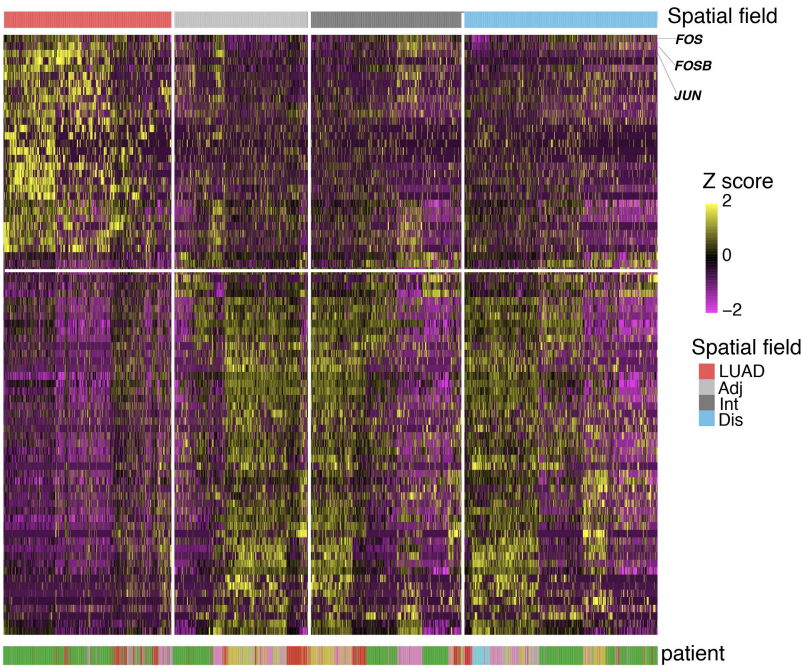 Spatial field
FOS
FOSB
JUN
Z score
2
0
−2
Spatial field
LUAD
Adj
Int
Dis
patient